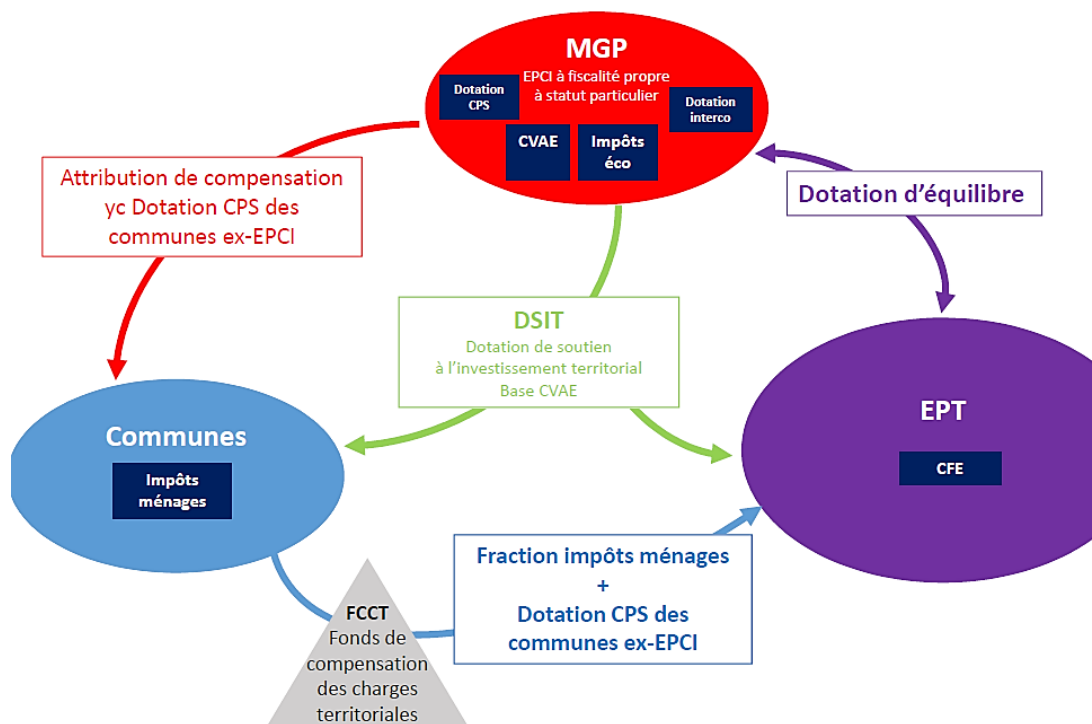 MGP
EPCI à fiscalité propre
à statut particulier
Dotation
CPS
Dotation
interco
CVAE
Impôts
éco
Attribution de compensation
yc Dotation CPS des
communes ex-EPCI
Dotation d’équilibre
DSIT
Dotation de soutien
à l’investissement territorial
Base CVAE
Communes
Impôts
ménages
EPT
CFE
Fraction impôts ménages
+
Dotation CPS des
communes ex-EPCI
FCCT
Fonds de
compensation
des charges
territoriales